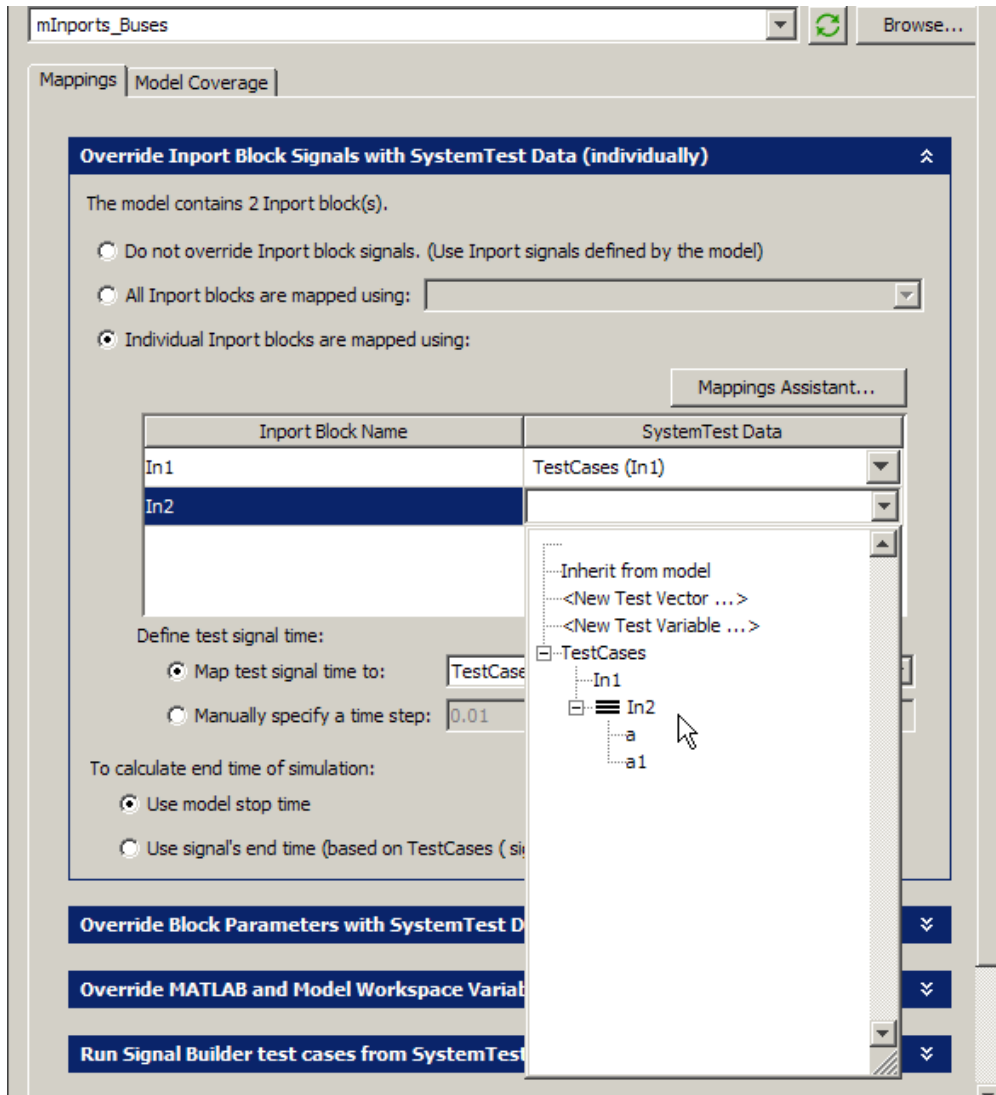 mInports_Buses
Browse...
Mappings
Model Coverage
Override Inport Block Signals with SystemTest Data (individually)
The model contains 2 Inport block(s).
Do not override Inport block signals. (Use Inport signals defined by the model)
All Inport blocks are mapped using:
Individual Inport blocks are mapped using:
Mappings Assistant...
Inport Block Name SystemTest Data
In1 TestCases (In1)
In2
Inherit from model
<New Test Vector ...>
<New Test Variable ...>
TestCases
In1
In2
a
a1
Define test signal time:
Map test signal time to: TestCase
Manually specify a time step: 0.01
To calculate end time of simulation:
Use model stop time
Use signal's end time (based on TestCases (
Override Block Parameters with SystemTest D
Override MATLAB and Model Workspace Variab
Run Signal Builder test cases from SystemTest